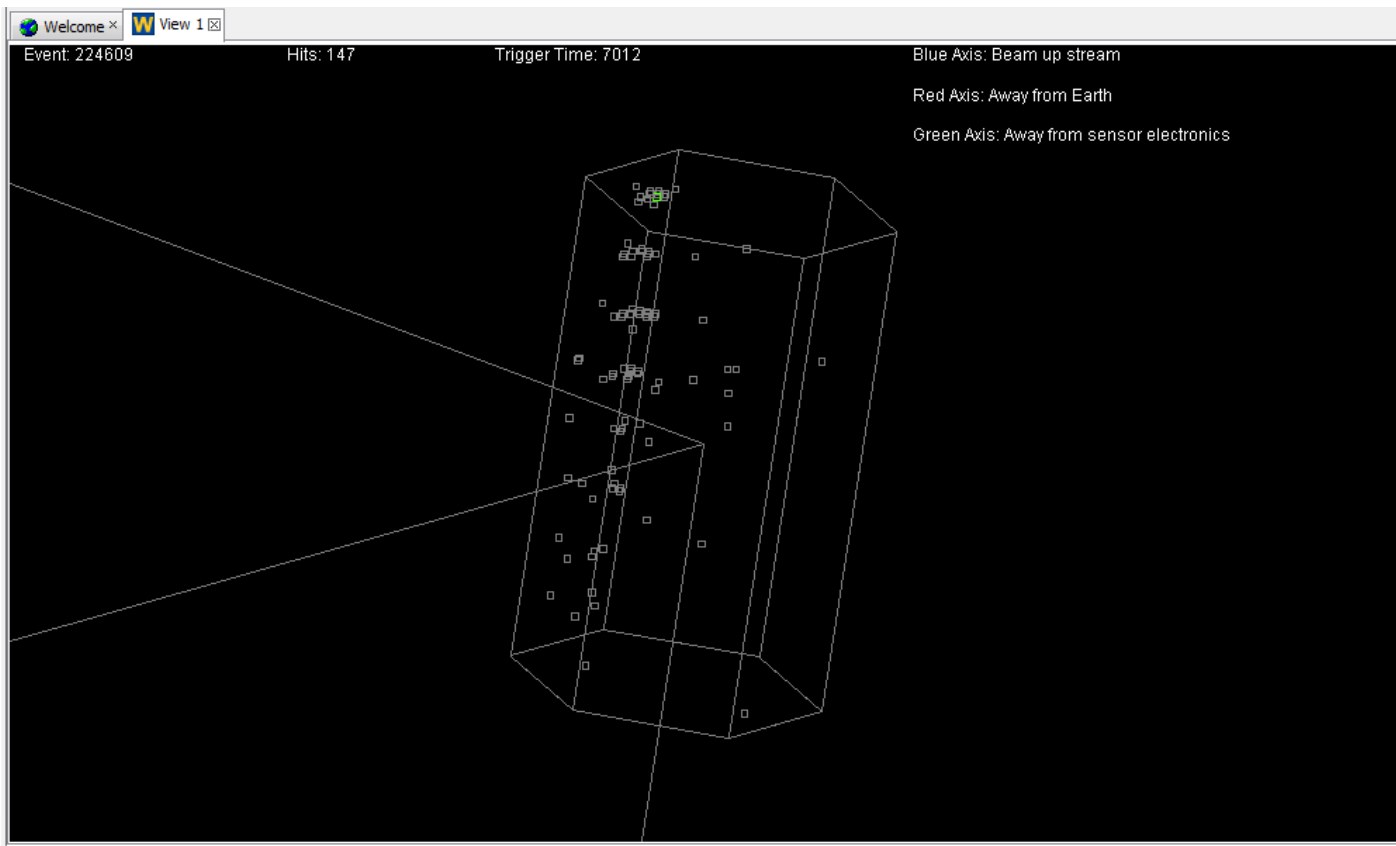 Welcome × W View 1
Event: 224609 Hits: 147 Trigger Time: 7012 Blue Axis: Beam up stream
Red Axis: Away from Earth
Green Axis: Away from sensor electronics